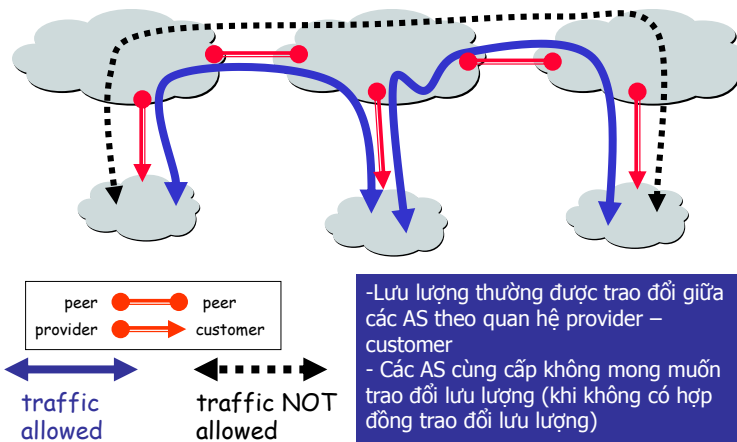 peer peer
provider customer
traffic
allowed
traffic NOT
allowed
-Lưu lượng thường được trao đổi giữa
các AS theo quan hệ provider –
customer
- Các AS cùng cấp không mong muốn
trao đổi lưu lượng (khi không có hợp
đồng trao đổi lưu lượng)